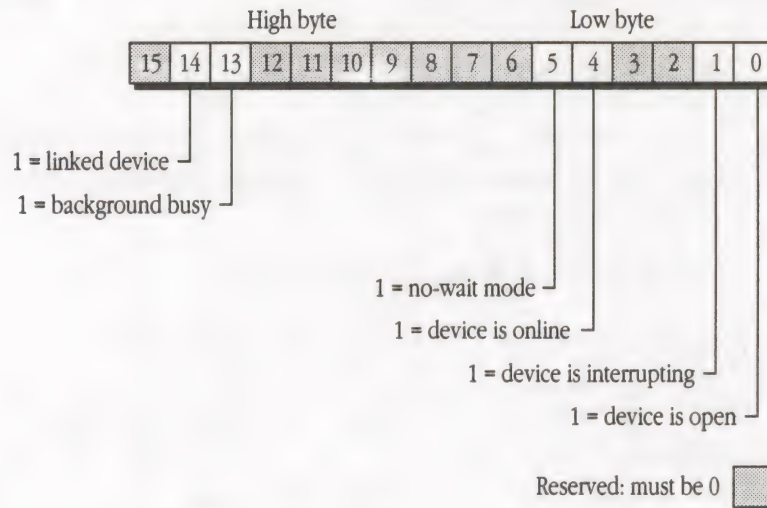 High byte Low byte
15 14 13 12 11 10 9 8 7 6 5 4 3 2 1 0
1 = linked device
1 = background busy
1 = no-wait mode
1 = device is online
1 = device is interrupting
1 = device is open
Reserved: must be 0